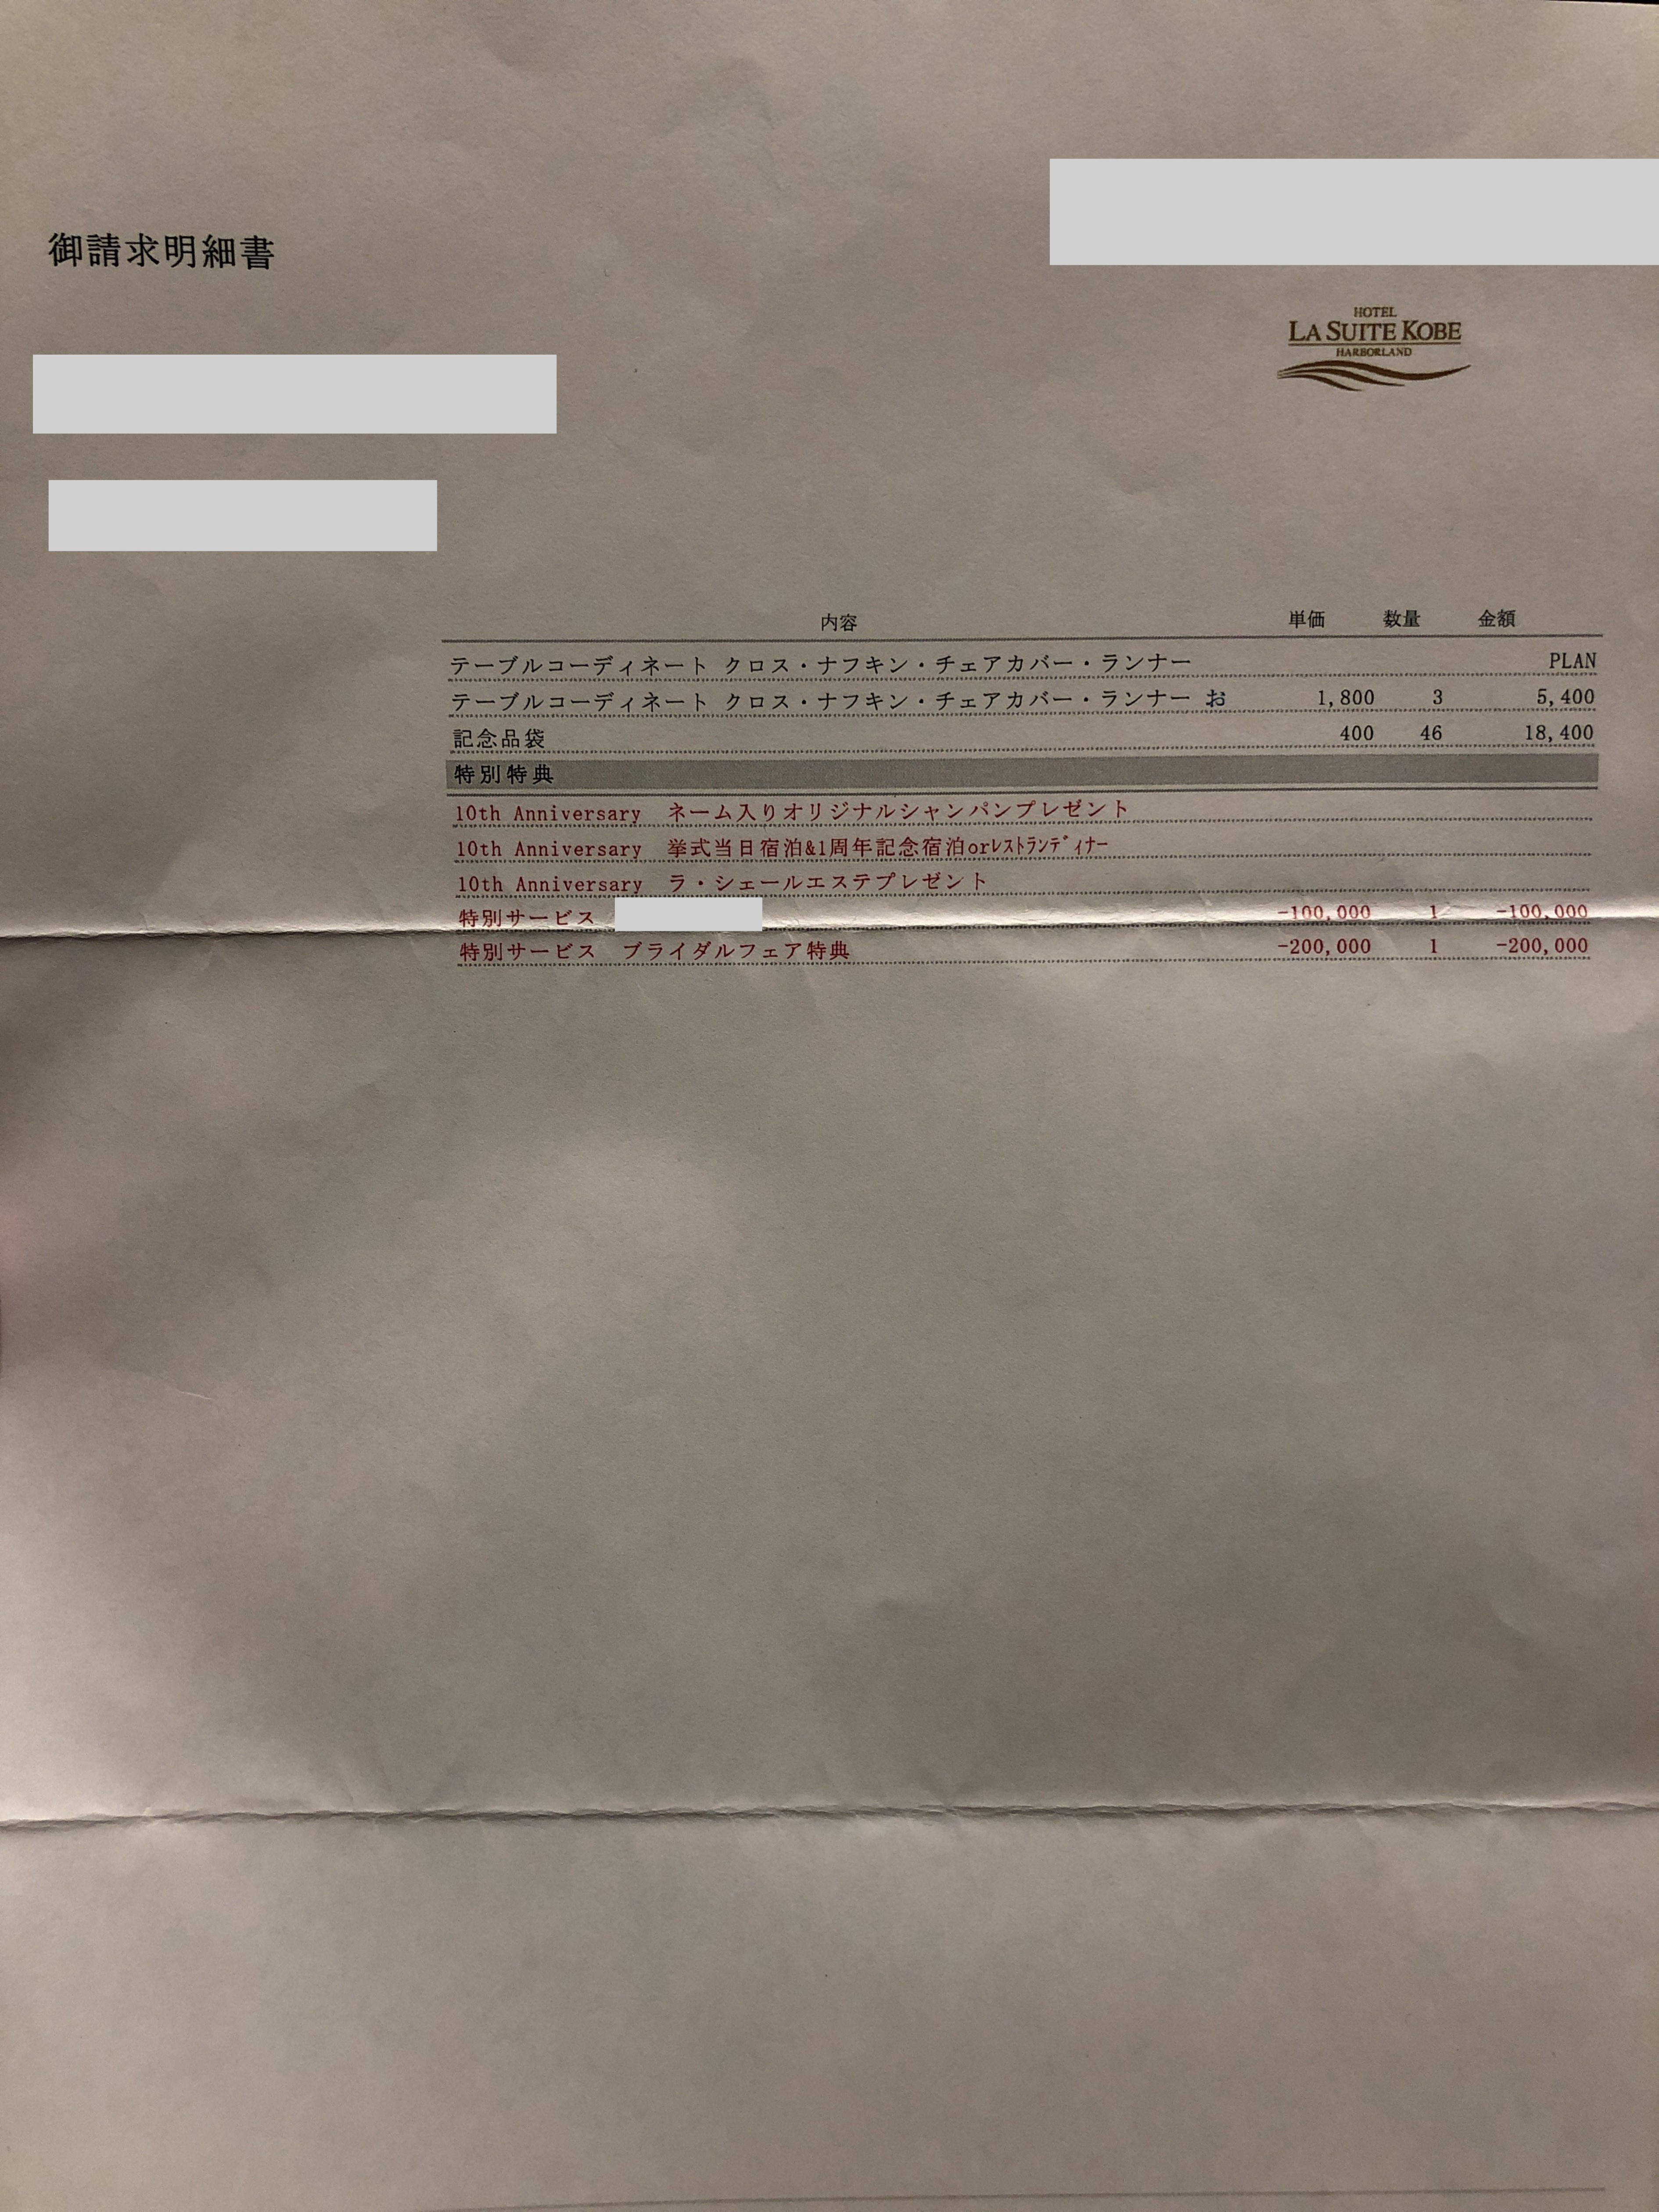 御請求明細書
HOTEL
LA SUITE KOBE
HARBORLAND
内容 単価 数量 金額
テーブルコーディネート クロス・ナフキン・チェアカバー・ランナー PLAN
テーブルコーディネート クロス・ナフキン・チェアカバー・ランナー お 1,800 3 5,400
記念品袋 400 46 18,400
特別特典
10th Anniversary ネーム入りオリジナルシャンパンプレゼント
10th Anniversary 挙式当日宿泊&1周年記念宿泊orﾚｽﾄﾗﾝﾃﾞｨﾅｰ
10th Anniversary ラ・シェールエステプレゼント
特別サービス -100,000 1 -100,000
特別サービス ブライダルフェア特典 -200,000 1 -200,000